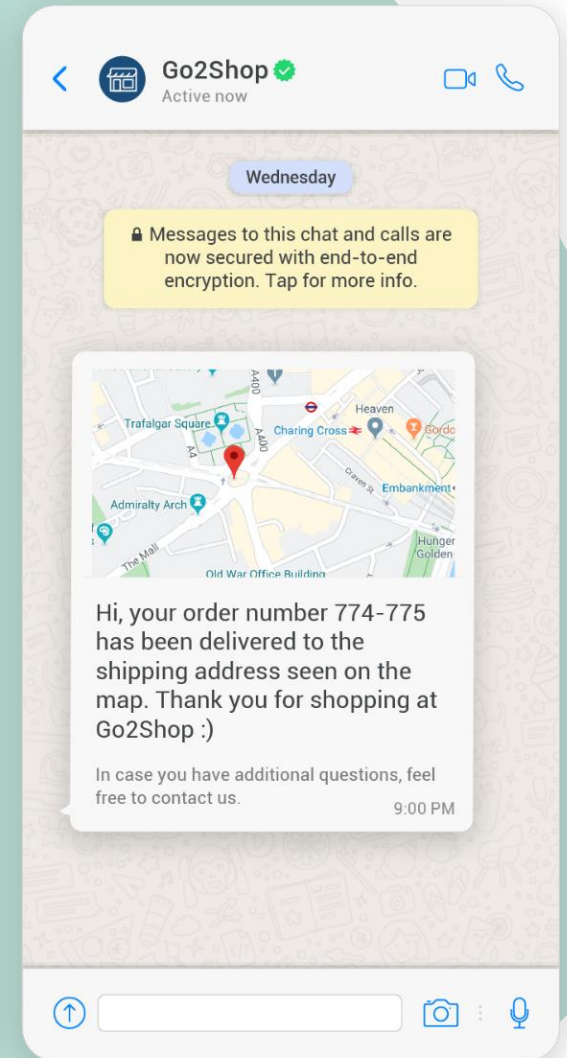 Go2Shop
Active now
Wednesday
Messages to this chat and calls are
now secured with end-to-end
encryption. Tap for more info.
A400
Heaven
Trafalgar Square
Charing Cross
Gordo
A4
A400
Craven St
Embankment
Admiralty Arch
The Mall
Hunger
Golden
Old War Office Building
Hi, your order number 774-775
has been delivered to the
shipping address seen on the
map. Thank you for shopping at
Go2Shop :)
In case you have additional questions, feel
free to contact us.
9:00 PM